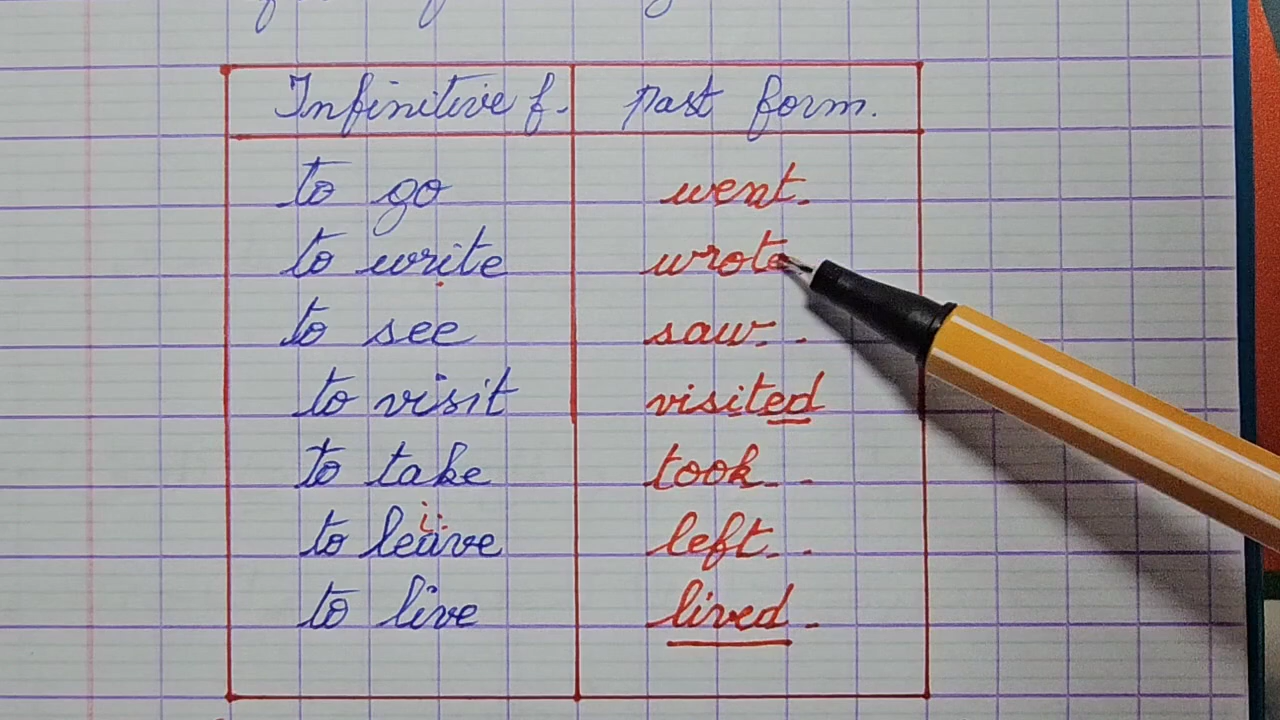 Infinitive f. past form.
to go went.
to write wrote
to see saw. .
to visit visited
to take took. .
to leave left. .
to live lived.